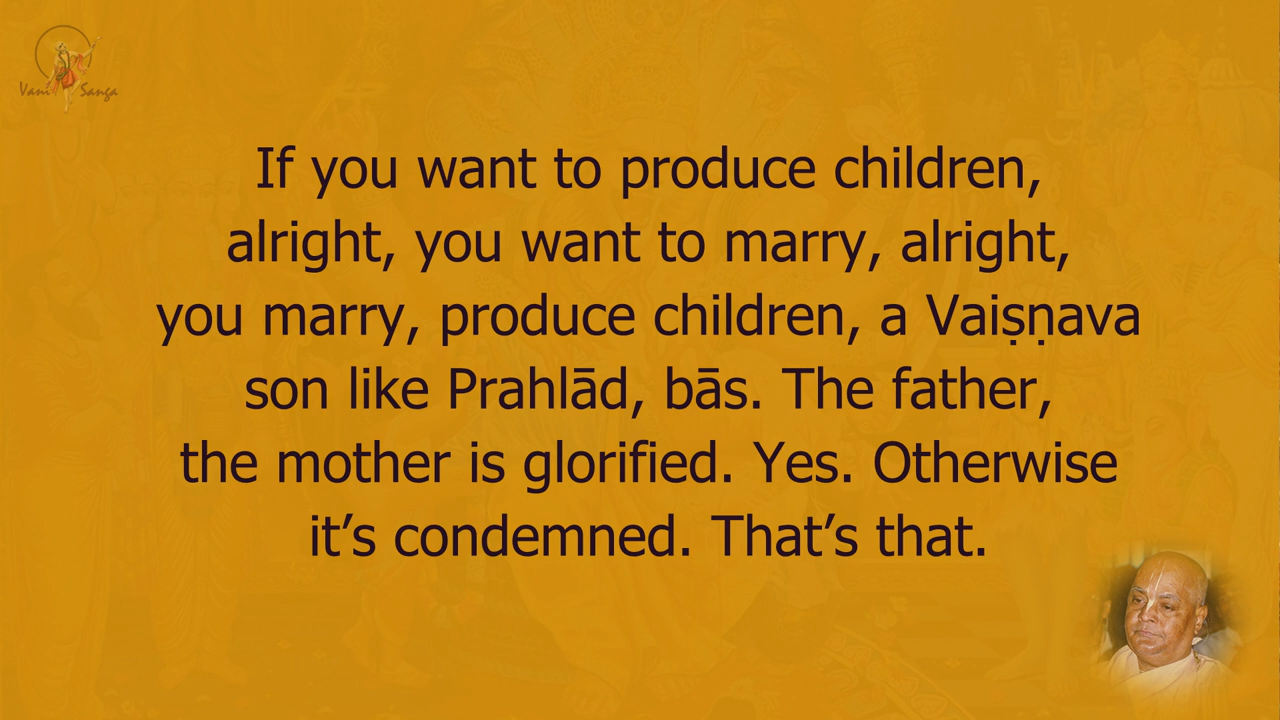 Vani Sanga
If you want to produce children,
alright, you want to marry, alright,
you marry, produce children, a Vaiṣṇava
son like Prahlād, bās. The father,
the mother is glorified. Yes. Otherwise
it’s condemned. That’s that.